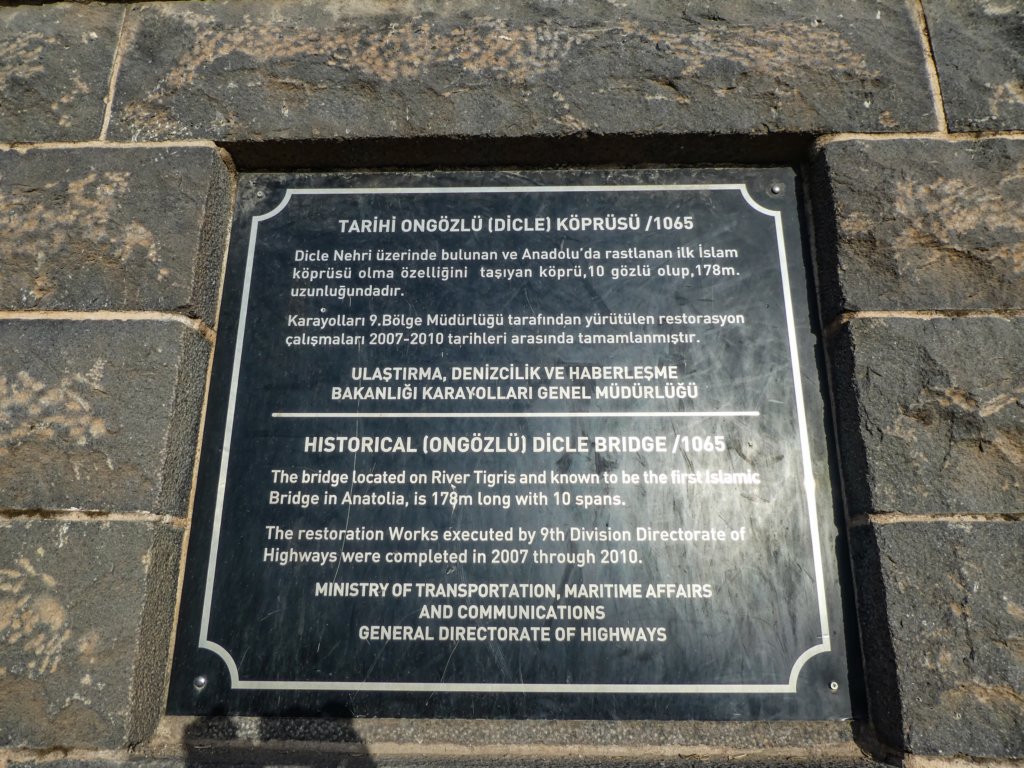 TARİHİ ONGÖZLÜ (DİCLE) KÖPRÜSÜ /1065
Dicle Nehri üzerinde bulunan ve Anadolu'da rastlanan ilk İslam
köprüsü olma özelliğini taşıyan köprü,10 gözlü olup,178m.
uzunluğundadır.
Karayolları 9.Bölge Müdürlüğü tarafından yürütülen restorasyon
çalışmaları 2007-2010 tarihleri arasında tamamlanmıştır.
ULAŞTIRMA, DENİZCİLİK VE HABERLEŞME
BAKANLIĞI KARAYOLLARI GENEL MÜDÜRLÜĞÜ
HISTORICAL (ONGÖZLÜ) DİCLE BRIDGE /1065
The bridge located on River Tigris and known to be the first Islamic
Bridge in Anatolia, is 178m long with 10 spans.
The restoration Works executed by 9th Division Directorate of
Highways were completed in 2007 through 2010.
MINISTRY OF TRANSPORTATION, MARITIME AFFAIRS
AND COMMUNICATIONS
GENERAL DIRECTORATE OF HIGHWAYS